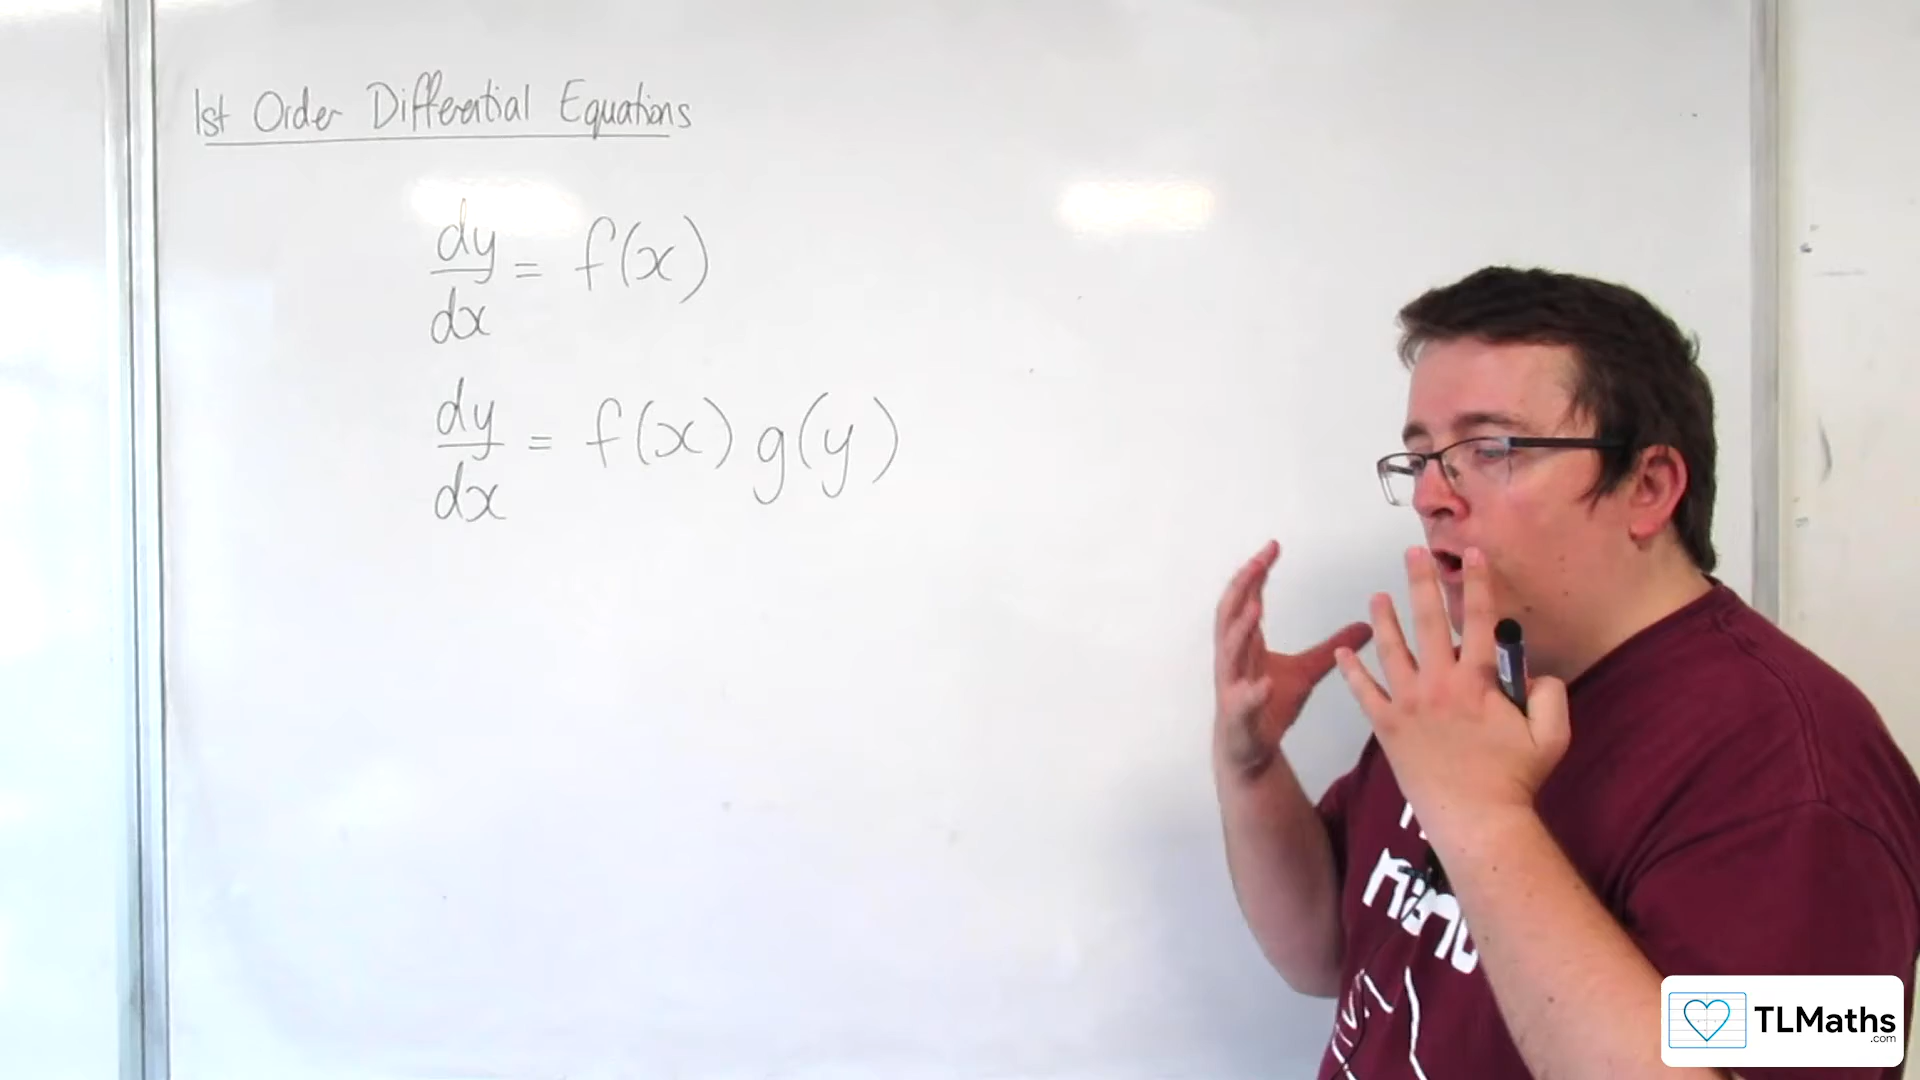 1st Order Differential Equations
dy/dx = f(x)
dy/dx = f(x) g(y)
TLMaths
.com